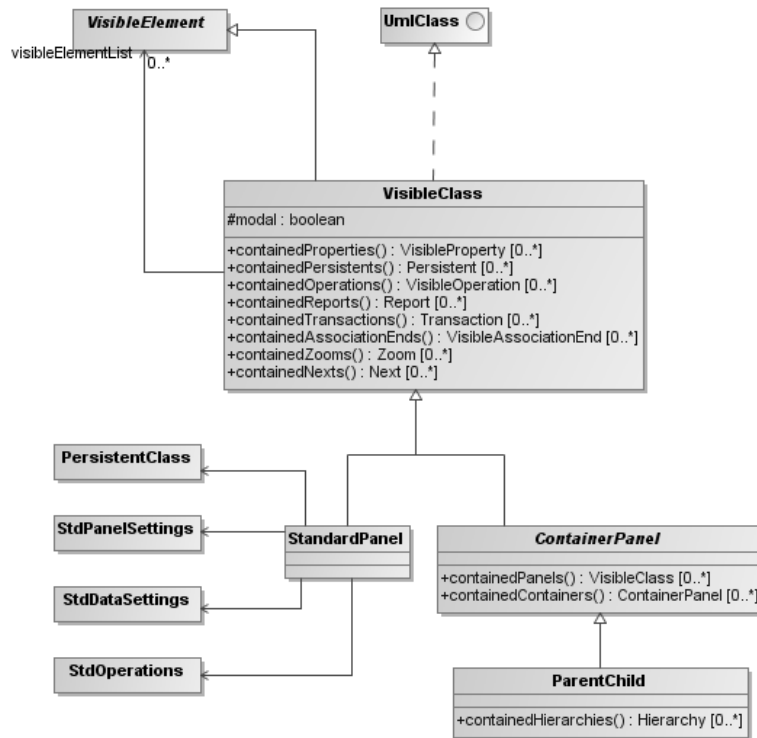 VisibleElement
UmlClass
visibleElementList
0..*
VisibleClass
#modal : boolean
+containedProperties() : VisibleProperty [0..*]
+containedPersistents() : Persistent [0..*]
+containedOperations() : VisibleOperation [0..*]
+containedReports() : Report [0..*]
+containedTransactions() : Transaction [0..*]
+containedAssociationEnds() : VisibleAssociationEnd [0..*]
+containedZooms() : Zoom [0..*]
+containedNexts() : Next [0..*]
PersistentClass
StdPanelSettings
StandardPanel
ContainerPanel
+containedPanels() : VisibleClass [0..*]
+containedContainers() : ContainerPanel [0..*]
StdDataSettings
StdOperations
ParentChild
+containedHierarchies() : Hierarchy [0..*]